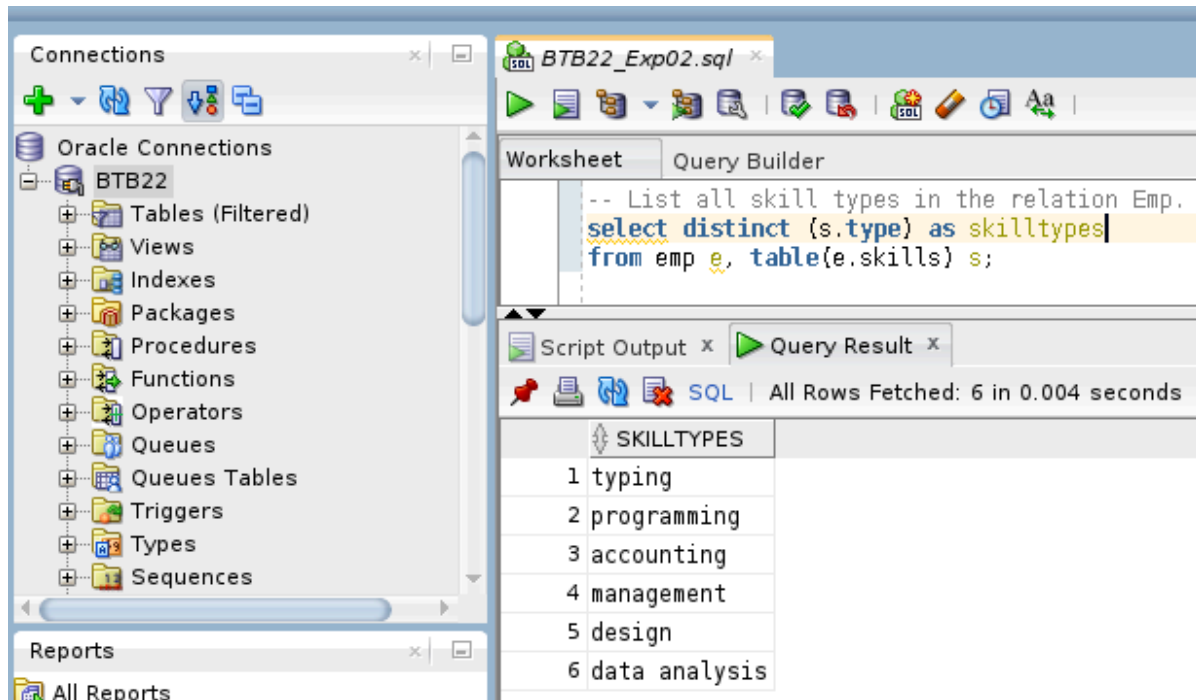 Connections
Oracle Connections
BTB22
Tables (Filtered)
Views
Indexes
Packages
Procedures
Functions
Operators
Queues
Queues Tables
Triggers
Types
Sequences
Reports
All Reports
BTB22_Exp02.sql
Worksheet Query Builder
-- List all skill types in the relation Emp.
select distinct (s.type) as skilltypes
from emp e, table(e.skills) s;
Script Output x Query Result x
SQL | All Rows Fetched: 6 in 0.004 seconds
SKILLTYPES
1 typing
2 programming
3 accounting
4 management
5 design
6 data analysis